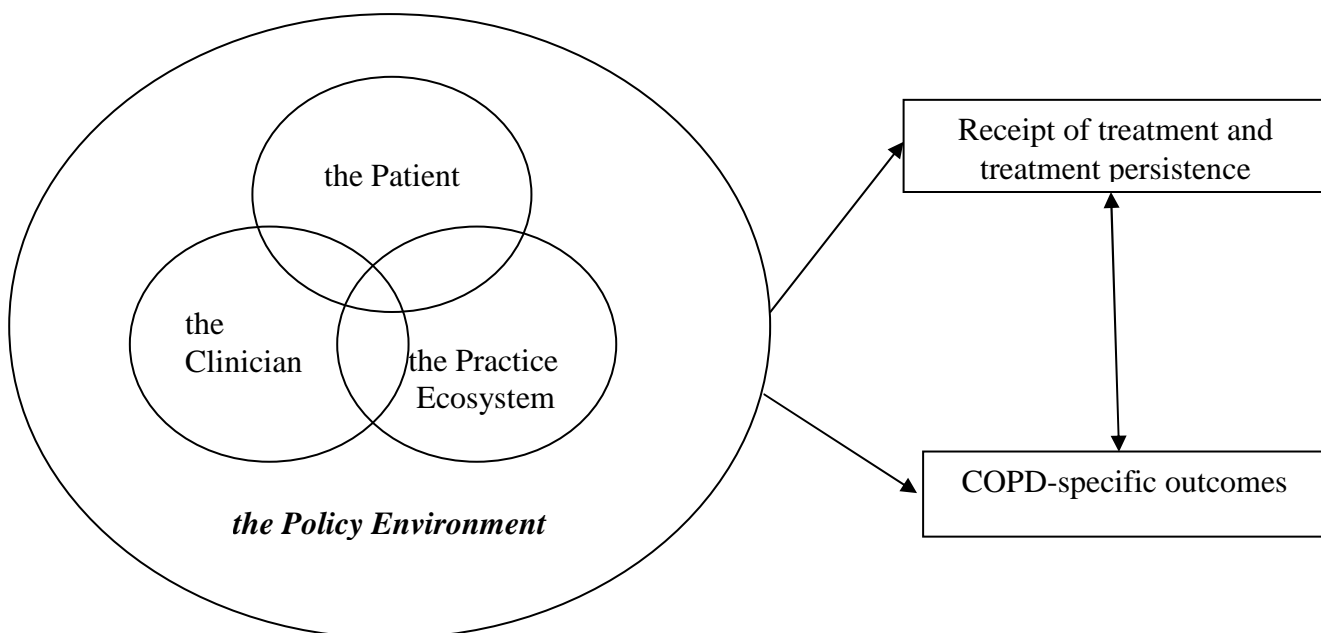 the Patient
the
Clinician
the Practice
Ecosystem
the Policy Environment
Receipt of treatment and
treatment persistence
COPD-specific outcomes